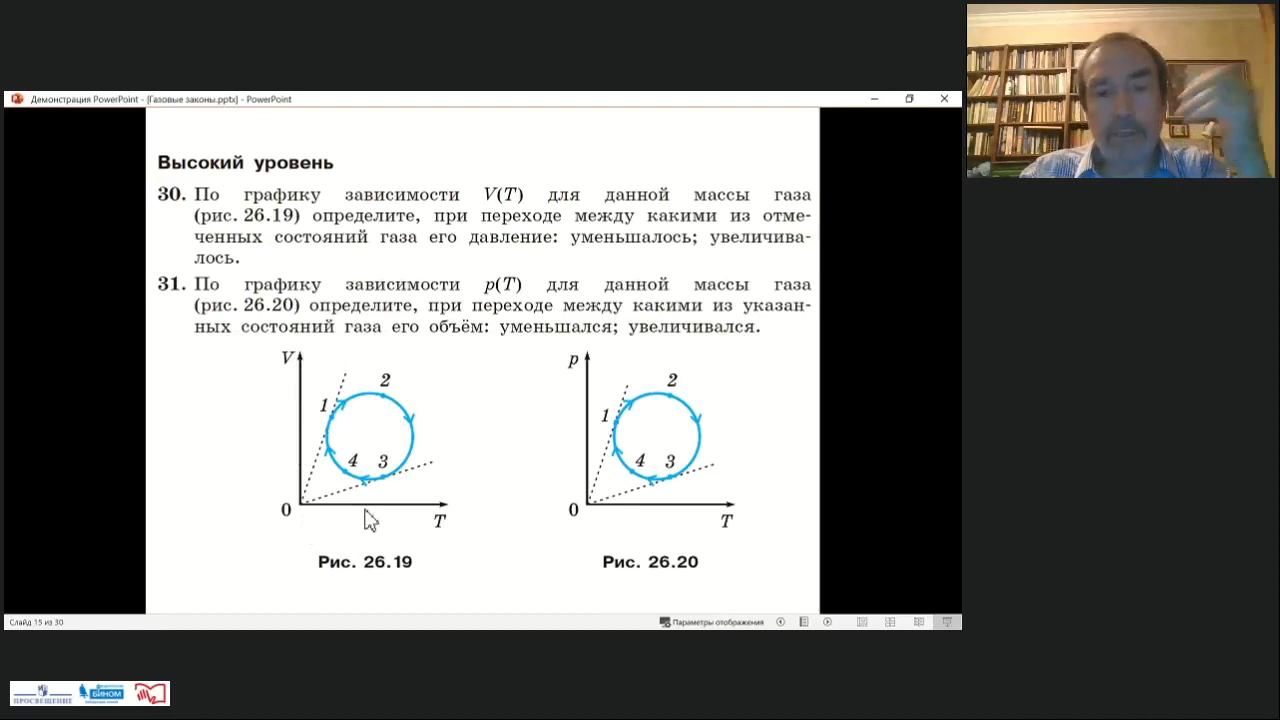 Демонстрация PowerPoint - [Газовые законы.pptx] - PowerPoint
Высокий уровень
30. По графику зависимости V(T) для данной массы газа
(рис. 26.19) определите, при переходе между какими из отме-
ченных состояний газа его давление: уменьшалось; увеличива-
лось.
31. По графику зависимости p(T) для данной массы газа
(рис. 26.20) определите, при переходе между какими из указан-
ных состояний газа его объём: уменьшался; увеличивался.
V
2
1
4 3
0
T
Рис. 26.19
p
2
1
4 3
0
T
Рис. 26.20
Слайд 15 из 30
Параметры отображения
ПРОСВЕЩЕНИЕ
БИНОМ